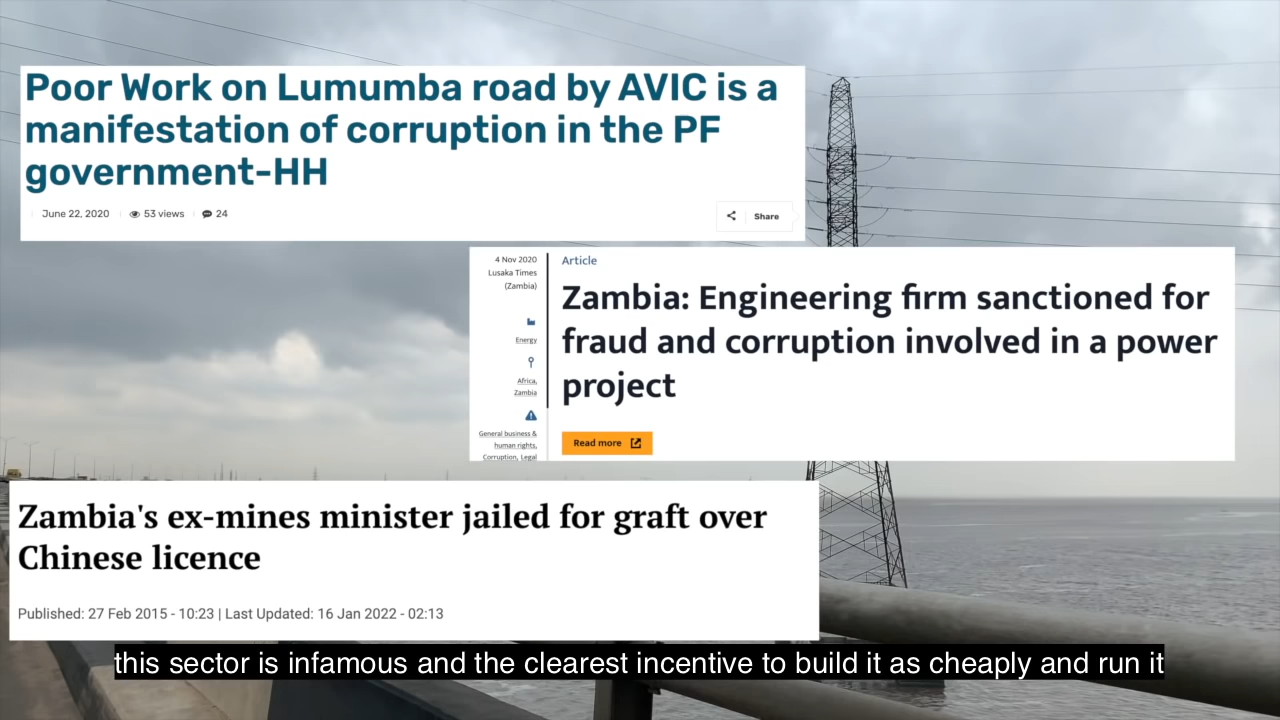 Poor Work on Lumumba road by AVIC is a
manifestation of corruption in the PF
government-HH
June 22, 2020 53 views 24
Share
4 Nov 2020
Lusaka Times
(Zambia)
Energy
Africa,
Zambia
General business &
human rights,
Corruption, Legal
Article
Zambia: Engineering firm sanctioned for
fraud and corruption involved in a power
project
Read more
Zambia's ex-mines minister jailed for graft over
Chinese licence
Published: 27 Feb 2015 - 10:23 | Last Updated: 16 Jan 2022 - 02:13
this sector is infamous and the clearest incentive to build it as cheaply and run it